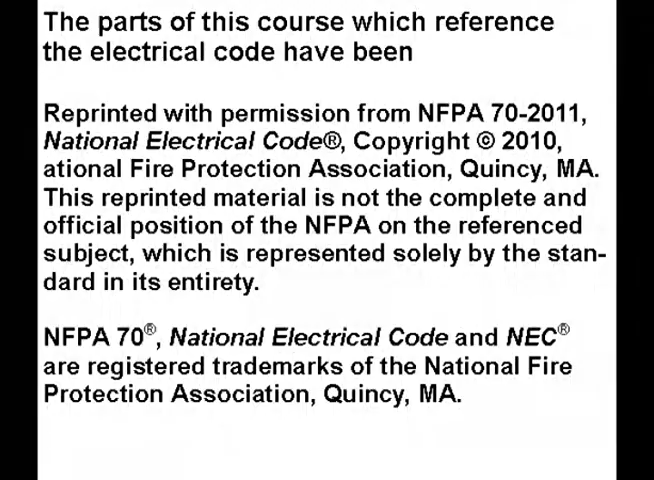 The parts of this course which reference
the electrical code have been
Reprinted with permission from NFPA 70-2011,
National Electrical Code®, Copyright © 2010,
ational Fire Protection Association, Quincy, MA.
This reprinted material is not the complete and
official position of the NFPA on the referenced
subject, which is represented solely by the stan-
dard in its entirety.
NFPA 70®, National Electrical Code and NEC®
are registered trademarks of the National Fire
Protection Association, Quincy, MA.